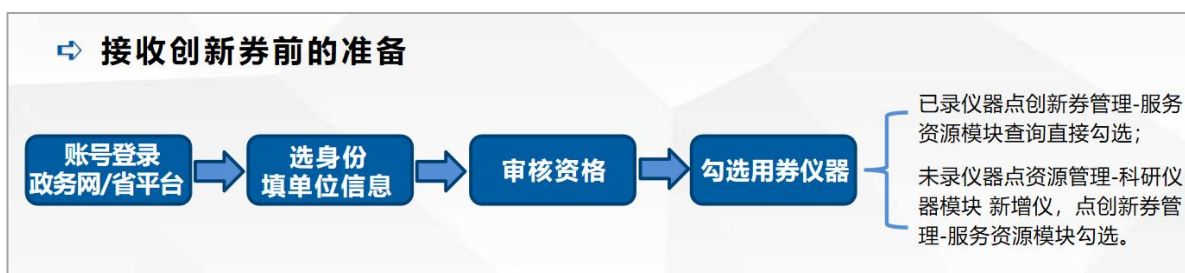 接收创新券前的准备
账号登录
政务网/省平台
选身份
填单位信息
审核资格
勾选用券仪器
已录仪器点创新券管理-服务
资源模块查询直接勾选；
未录仪器点资源管理-科研仪
器模块 新增仪，点创新券管
理-服务资源模块勾选。